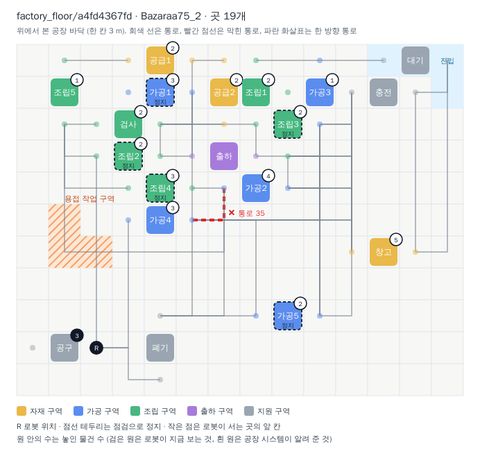 factory_floor/a4fd4367fd · Bazaraa75_2 · 곳 19개
위에서 본 공장 바닥 (한 칸 3 m). 회색 선은 통로, 빨간 점선은 막힌 통로, 파란 화살표는 한 방향 통로
2
공급1
대기
진입
1
조립5
3
가공1
정지
2
공급2
2
조립1
1
가공3
충전
2
검사
2
조립3
정지
2
조립2
정지
출하
용접 작업 구역
3
조립4
정지
4
가공2
3
가공4
✕ 통로 35
5
창고
2
가공5
정지
3
공구
R
폐기
자재 구역
가공 구역
조립 구역
출하 구역
지원 구역
R 로봇 위치 · 점선 테두리는 점검으로 정지 · 작은 점은 로봇이 서는 곳의 앞 칸
원 안의 수는 놓인 물건 수 (검은 원은 로봇이 지금 보는 것, 흰 원은 공장 시스템이 알려 준 것)